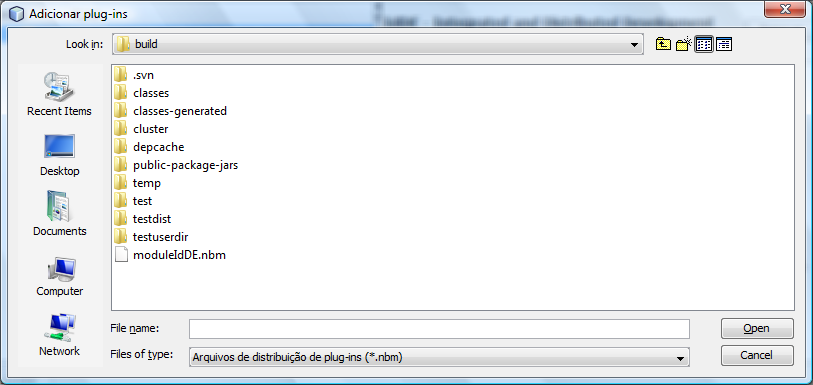 Adicionar plug-ins
Look in: build
Recent Items
Desktop
Documents
Computer
Network
.svn
classes
classes-generated
cluster
depcache
public-package-jars
temp
test
testdist
testuserdir
moduleIdDE.nbm
File name: Open
Files of type: Arquivos de distribuição de plug-ins (*.nbm) Cancel